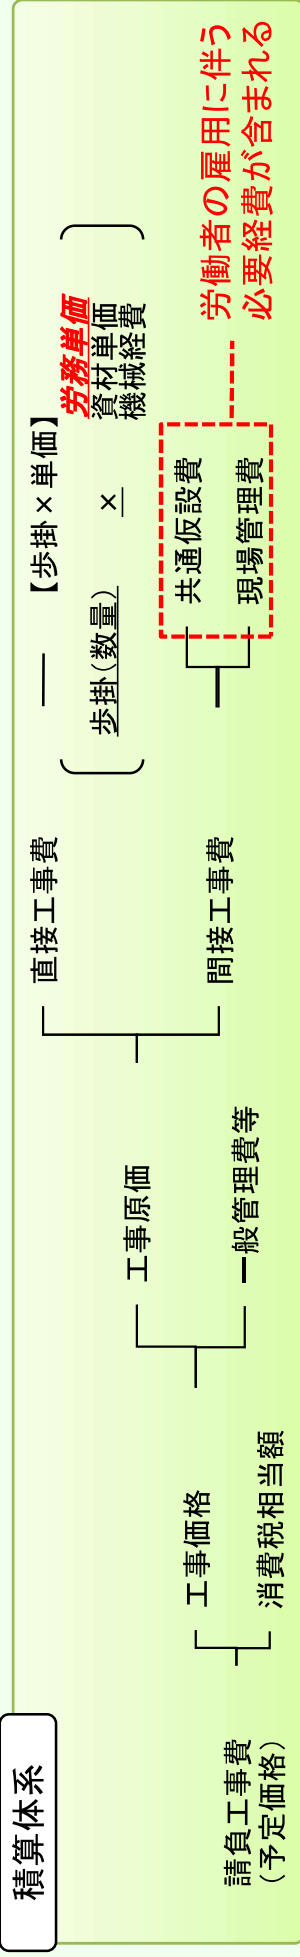 積算体系
請負工事費
(予定価格)
工事価格
消費税相当額
工事原価
一般管理費等
直接工事費
間接工事費
【歩掛×単価】
歩掛(数量)
×
労務単価
資材単価
機械経費
共通仮設費
現場管理費
労働者の雇用に伴う
必要経費が含まれる